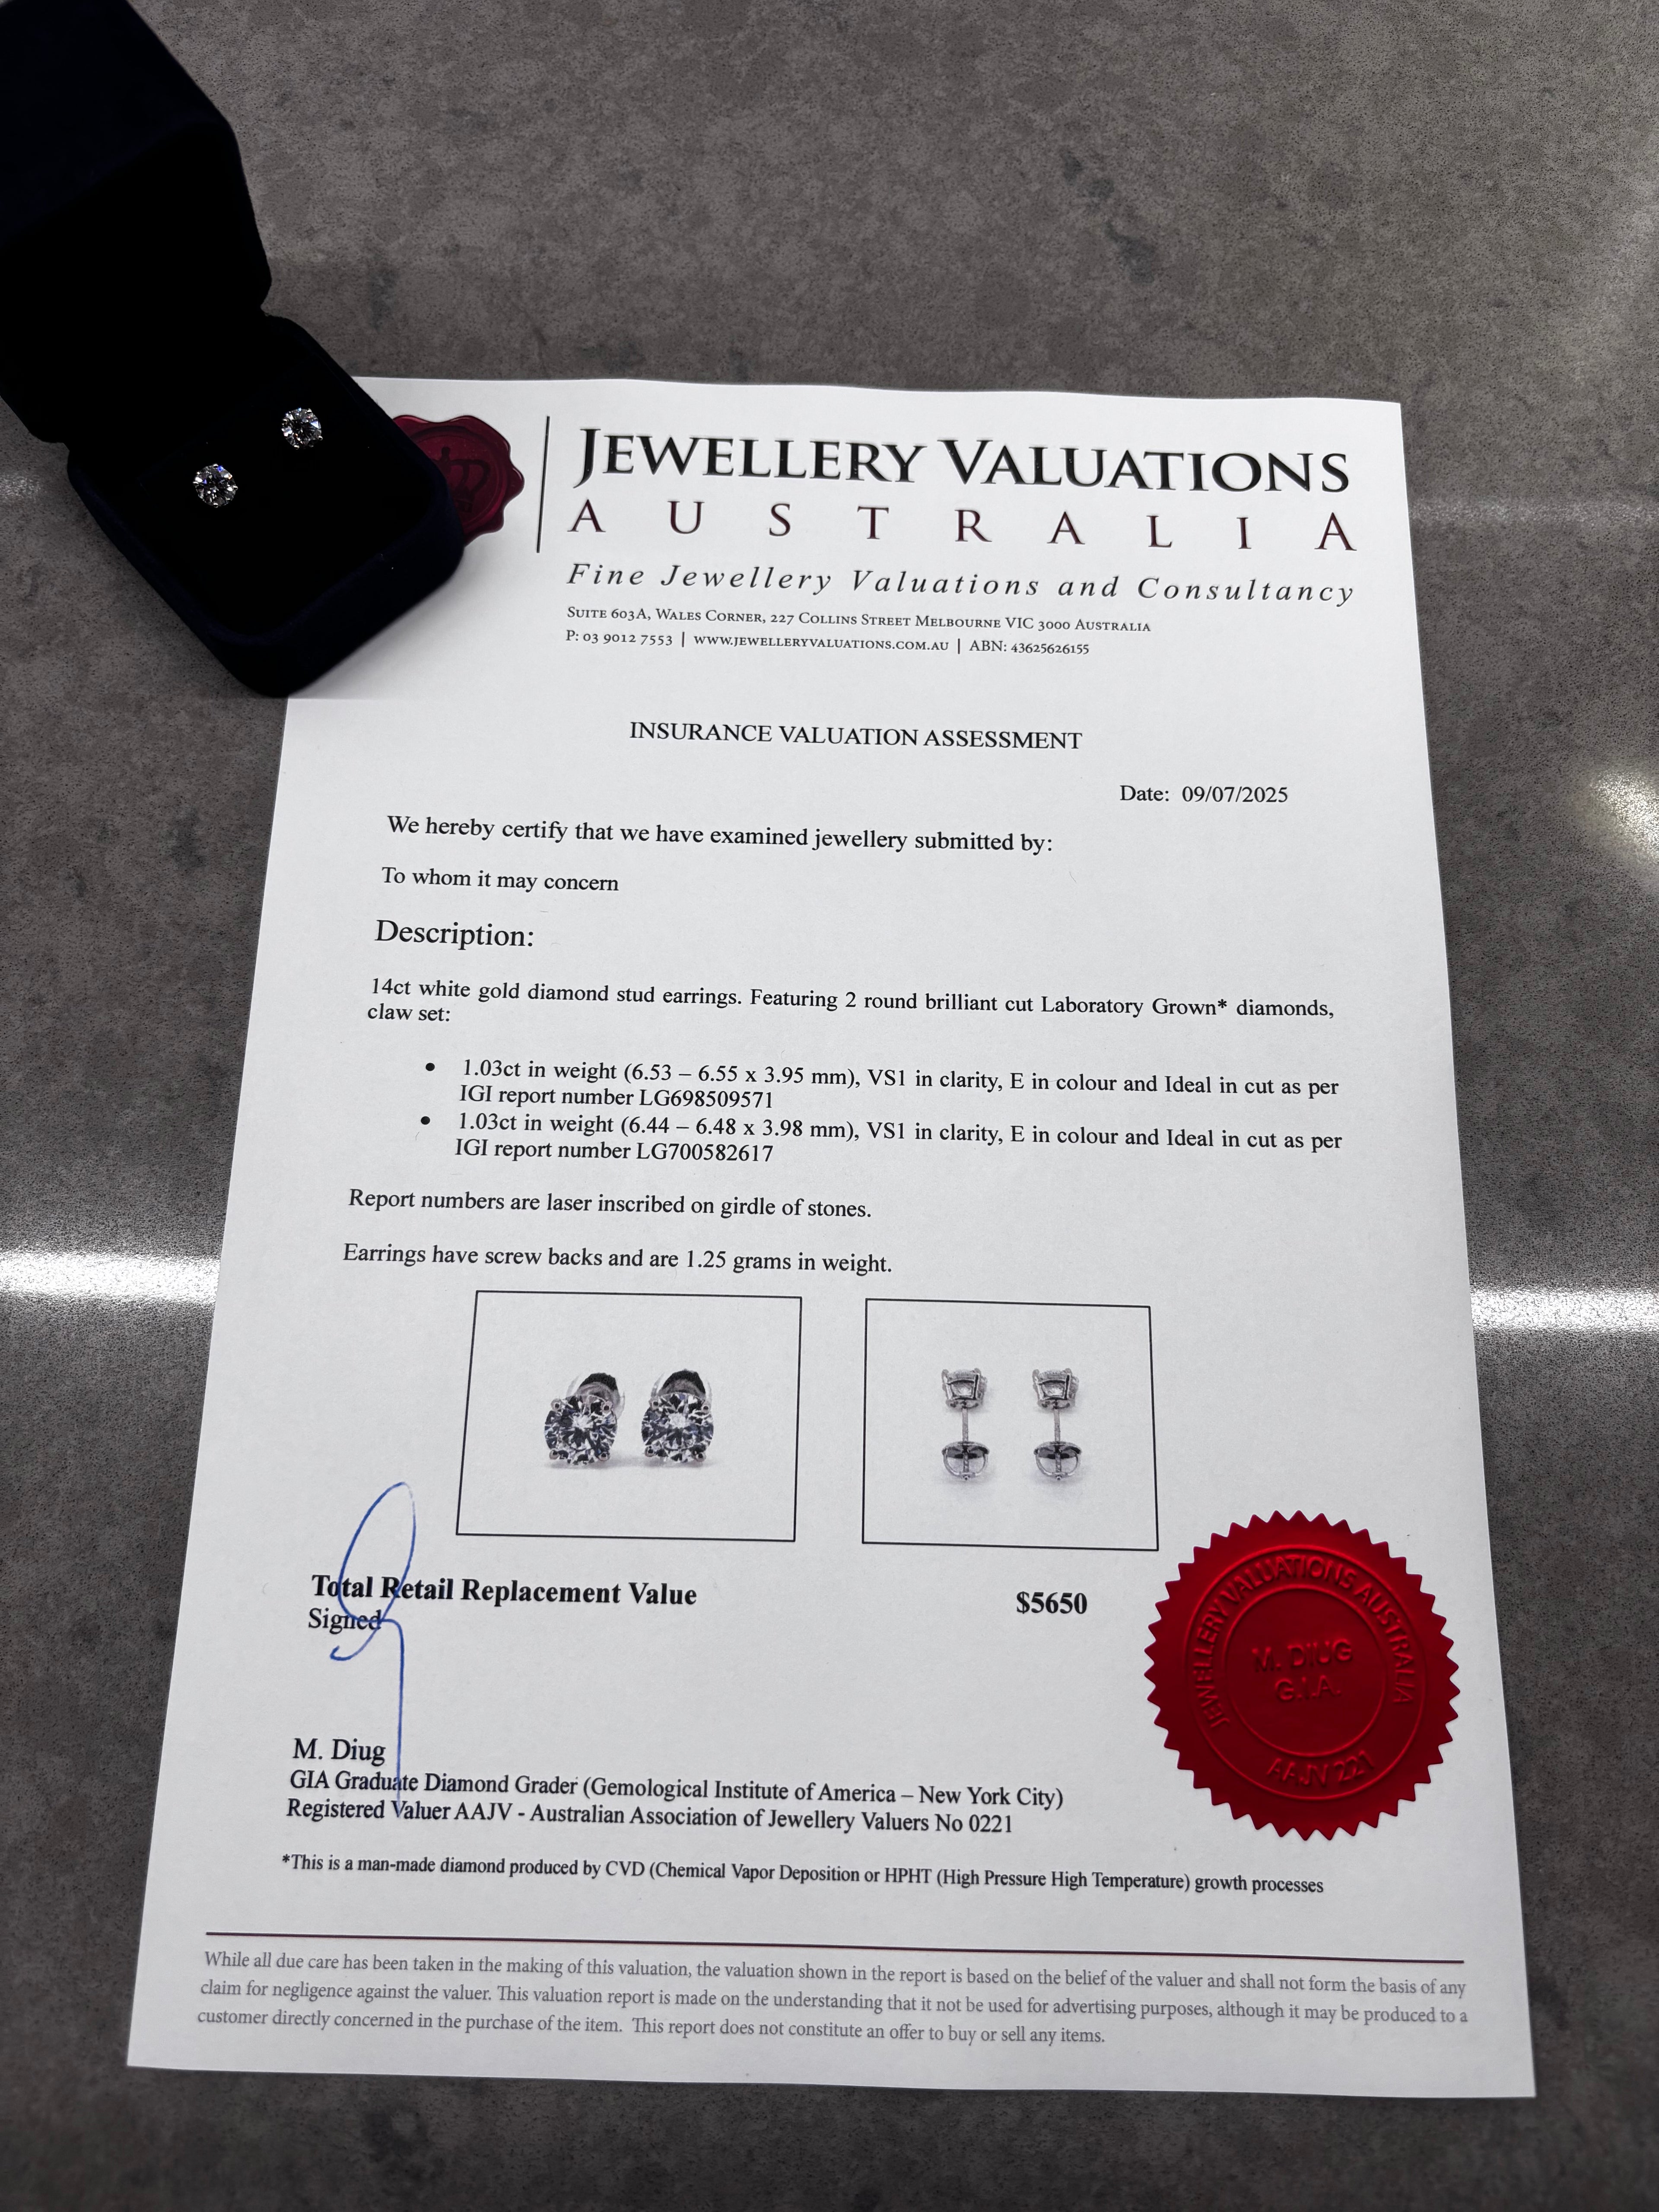 JEWELLERY VALUATIONS
AUSTRALIA
Fine Jewellery Valuations and Consultancy
SUITE 603A, WALES CORNER, 227 COLLINS STREET MELBOURNE VIC 3000 AUSTRALIA
P: 03 9012 7553 | WWW.JEWELLERYVALUATIONS.COM.AU | ABN: 43625626155
INSURANCE VALUATION ASSESSMENT
Date: 09/07/2025
We hereby certify that we have examined jewellery submitted by:
To whom it may concern
Description:
14ct white gold diamond stud earrings. Featuring 2 round brilliant cut Laboratory Grown* diamonds,
claw set:
• 1.03ct in weight (6.53 – 6.55 x 3.95 mm), VS1 in clarity, E in colour and Ideal in cut as per
IGI report number LG698509571
• 1.03ct in weight (6.44 – 6.48 x 3.98 mm), VS1 in clarity, E in colour and Ideal in cut as per
IGI report number LG700582617
Report numbers are laser inscribed on girdle of stones.
Earrings have screw backs and are 1.25 grams in weight.
Total Retail Replacement Value $5650
Signed
JEWELLERY VALUATIONS AUSTRALIA
M. DIUG
G.I.A.
AAJV 221
M. Diug
GIA Graduate Diamond Grader (Gemological Institute of America – New York City)
Registered Valuer AAJV - Australian Association of Jewellery Valuers No 0221
*This is a man-made diamond produced by CVD (Chemical Vapor Deposition or HPHT (High Pressure High Temperature) growth processes
While all due care has been taken in the making of this valuation, the valuation shown in the report is based on the belief of the valuer and shall not form the basis of any
claim for negligence against the valuer. This valuation report is made on the understanding that it not be used for advertising purposes, although it may be produced to a
customer directly concerned in the purchase of the item. This report does not constitute an offer to buy or sell any items.